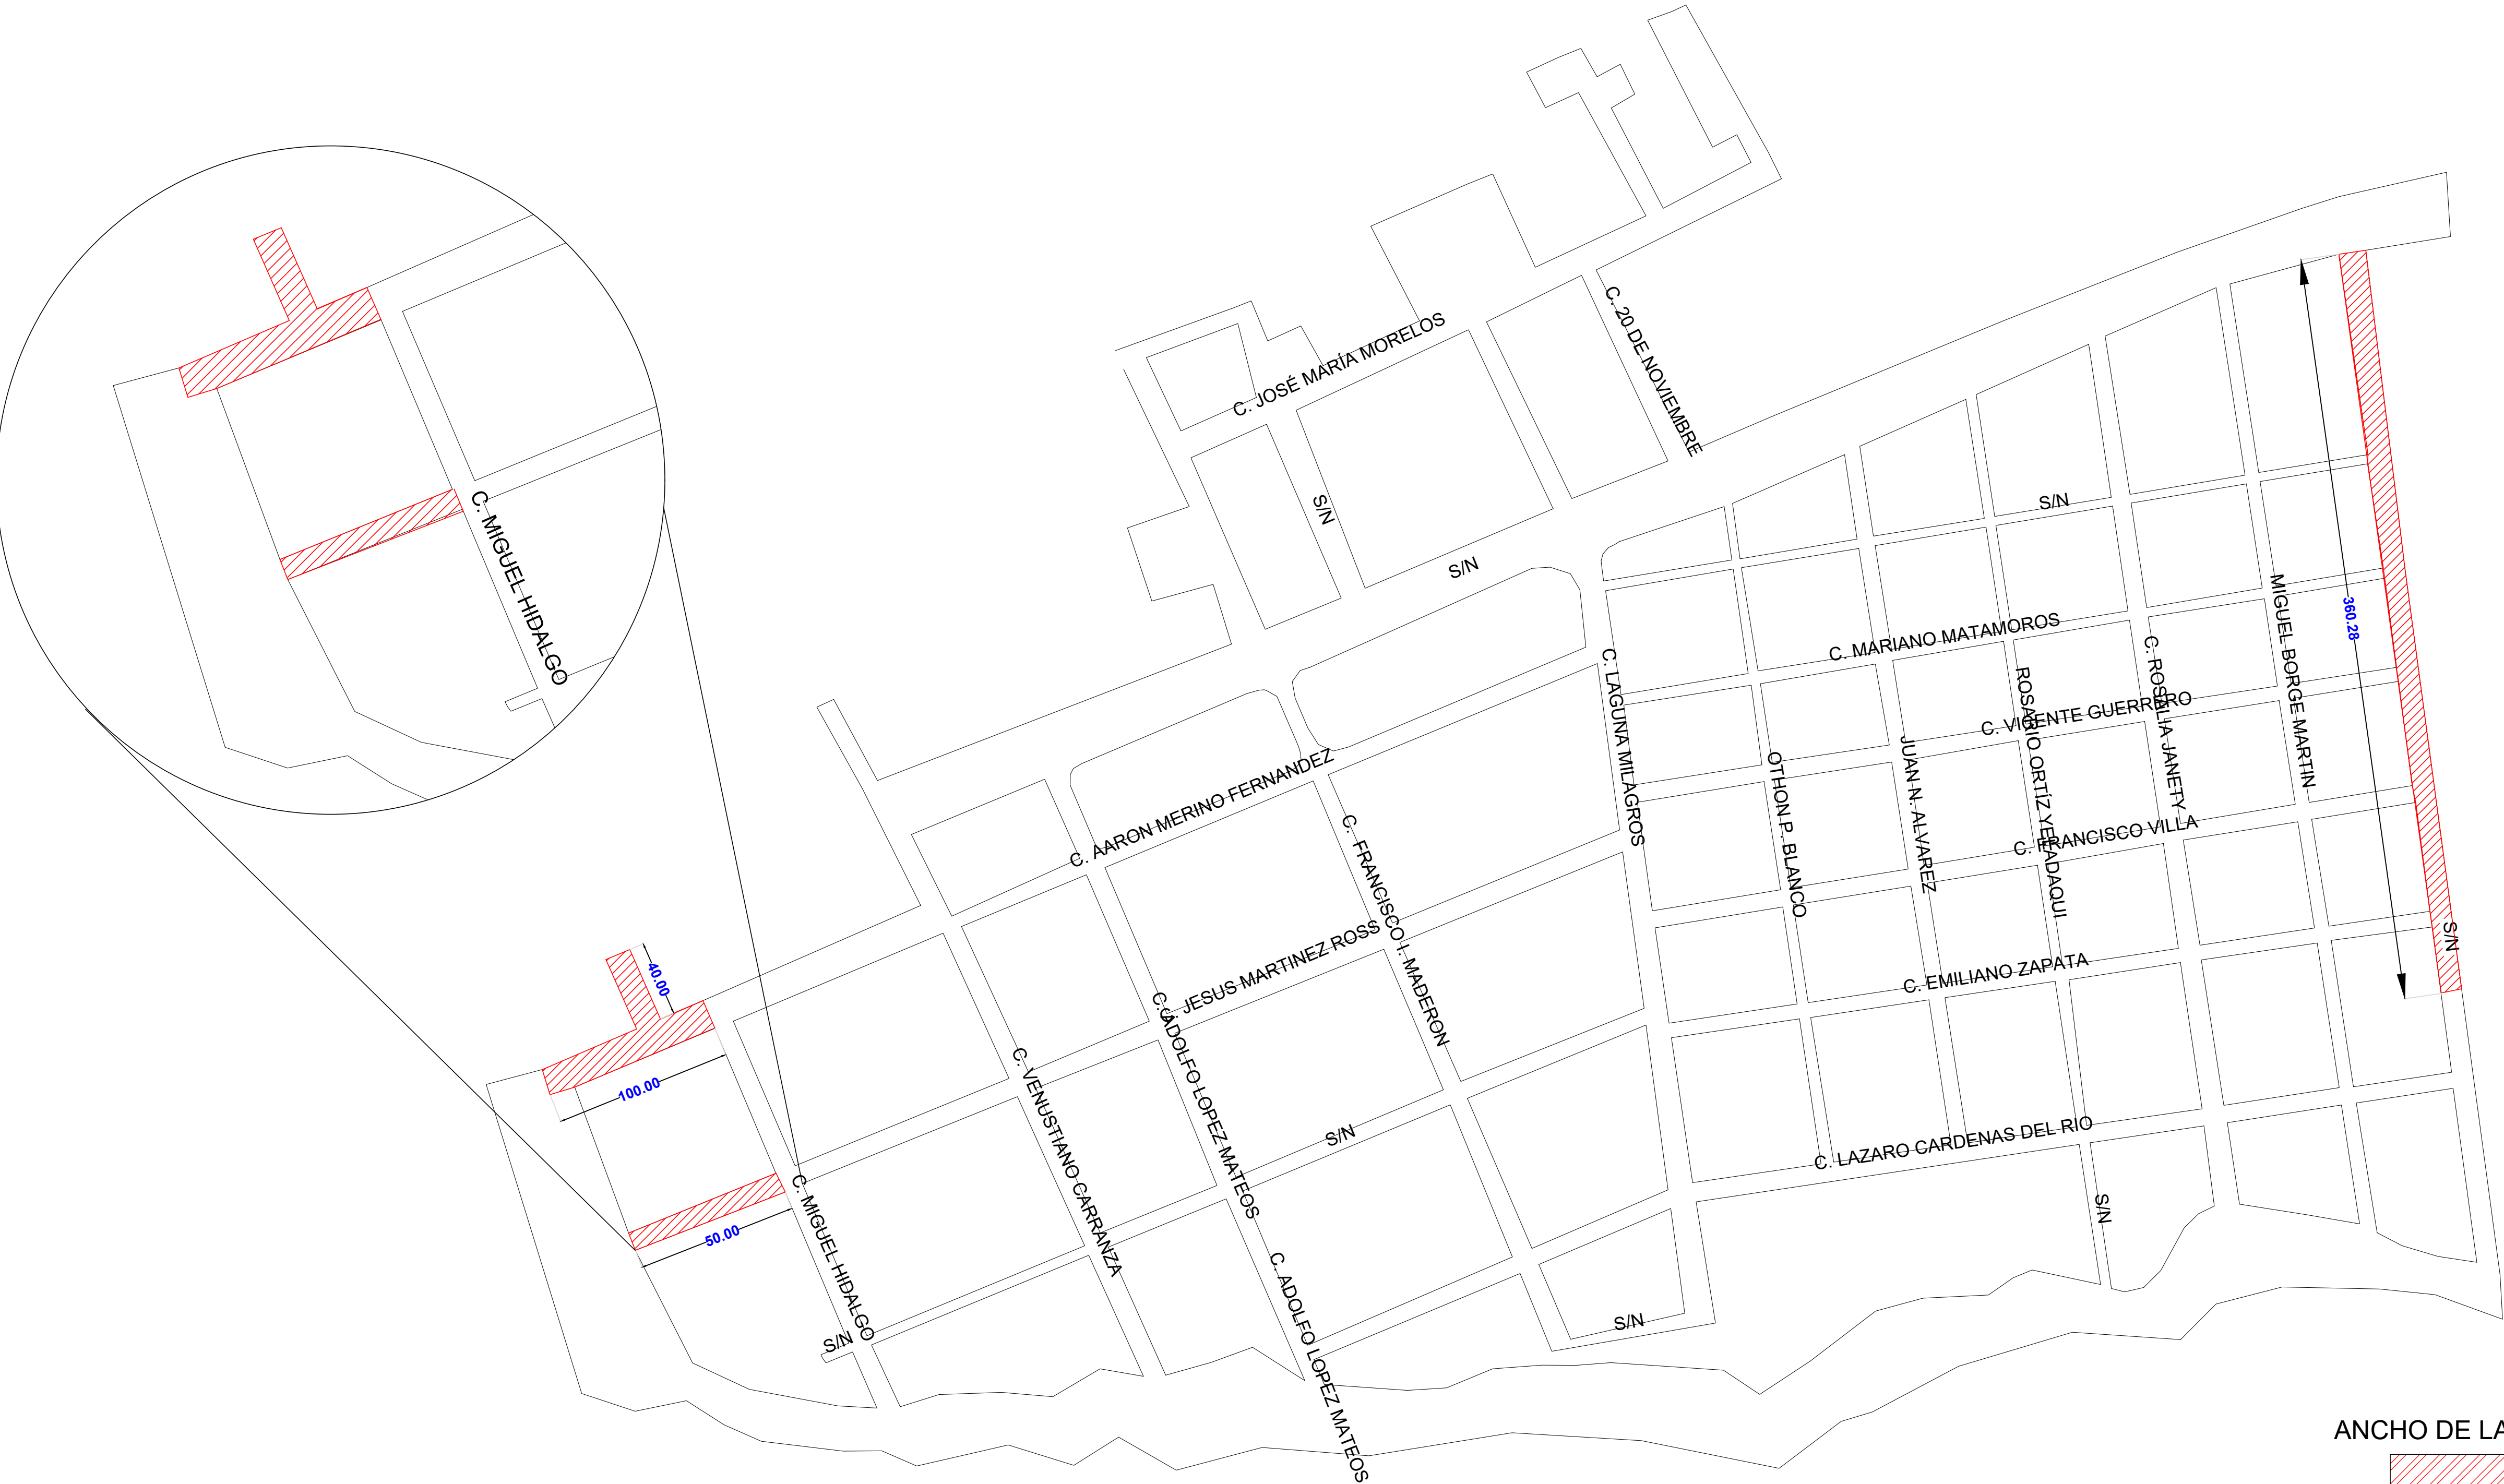 C. MIGUEL HIDALGO
C. JOSÉ MARÍA MORELOS
C. 20 DE NOVIEMBRE
S/N
S/N
S/N
C. MARIANO MATAMOROS
C. VICENTE GUERRERO
C. FRANCISCO VILLA
C. EMILIANO ZAPATA
C. LAZARO CARDENAS DEL RIO
C. LAGUNA MILAGROS
OTHON P. BLANCO
JUAN N. ALVAREZ
ROSARIO ORTÍZ YELADAQUI
C. ROSALIA JANETY
MIGUEL BORGE MARTIN
360.28
S/N
C. AARON MERINO FERNANDEZ
C. FRANCISCO I. MADERON
C. JESUS MARTINEZ ROSS
C. ADOLFO LOPEZ MATEOS
C. VENUSTIANO CARRANZA
40.00
100.00
50.00
C. MIGUEL HIDALGO
S/N
S/N
S/N
S/N
C. ADOLFO LOPEZ MATEOS
ANCHO DE LA